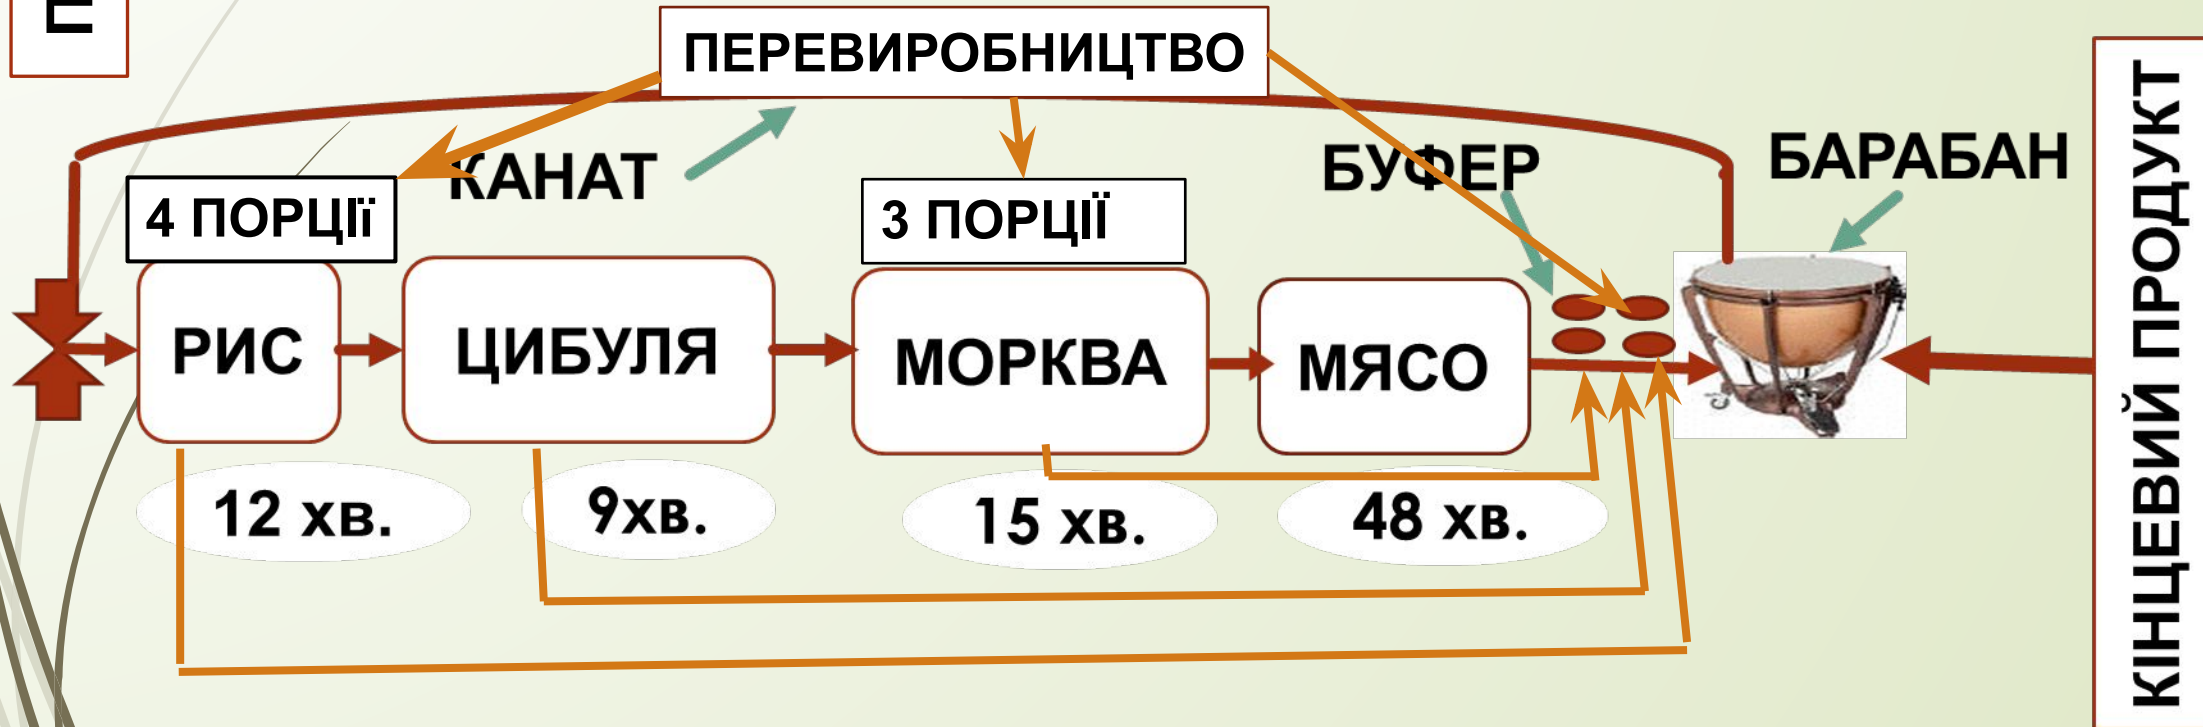 П
ПЕРЕВИРОБНИЦТВО
КАНАТ
БУФЕР
БАРАБАН
4 ПОРЦІї
3 ПОРЦІЇ
РИС
ЦИБУЛЯ
МОРКВА
МЯСО
12 хв.
9хв.
15 хв.
48 хв.
КІНЦЕВИЙ ПРОДУКТ